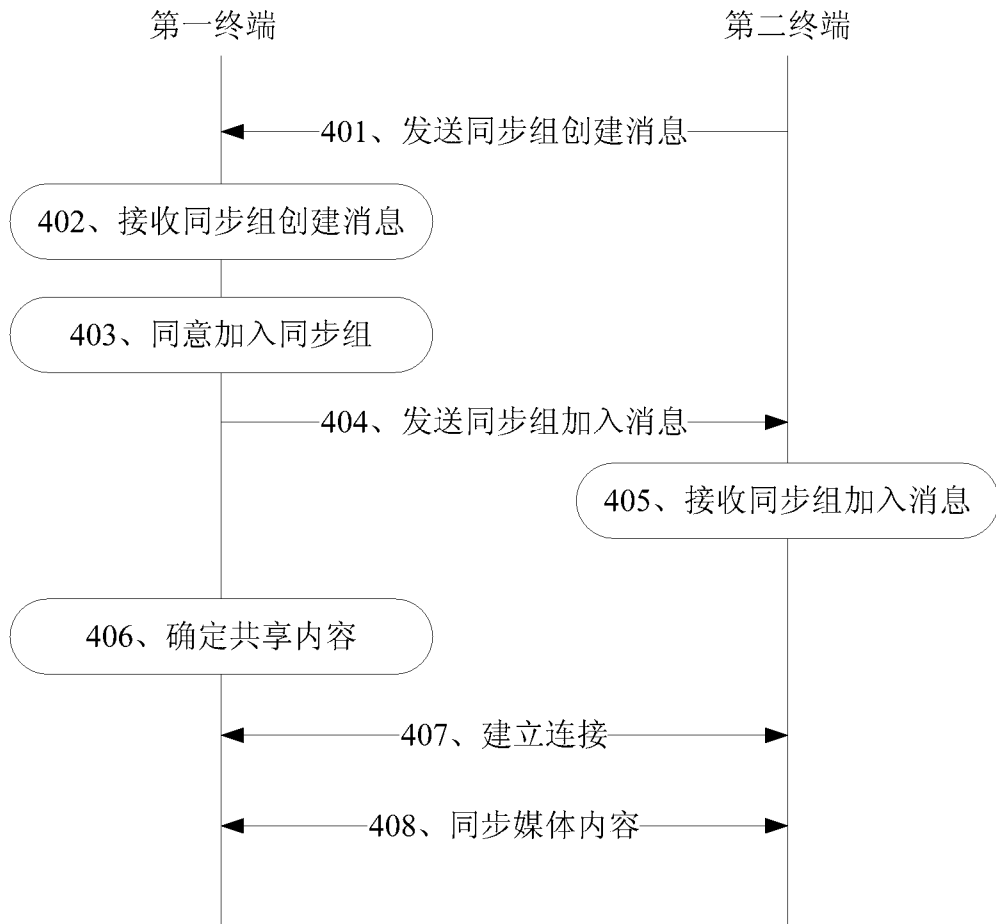 第一终端
第二终端
401、发送同步组创建消息
402、接收同步组创建消息
403、同意加入同步组
404、发送同步组加入消息
405、接收同步组加入消息
406、确定共享内容
407、建立连接
408、同步媒体内容